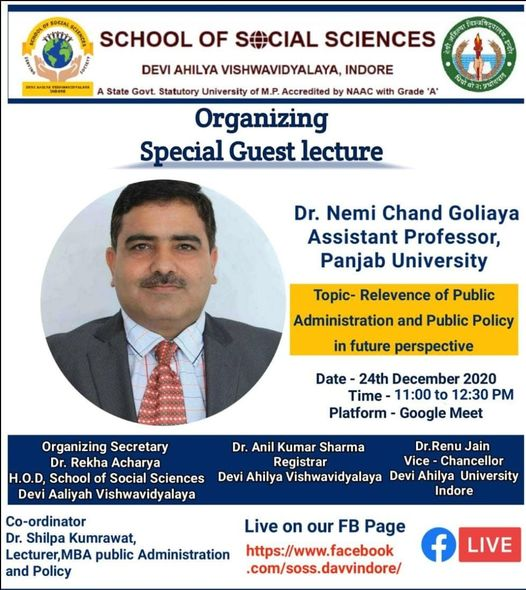 SCHOOL OF SOCIAL SCIENCES
DEVI AHILYA VISHWAVIDYALAYA, INDORE
A State Govt. Statutory University of M.P. Accredited by NAAC with Grade 'A'
SCHOOL OF SOCIAL SCIENCES
DEVI AHILYA VISHWAVIDYALAYA
INDORE
Organizing
Special Guest lecture
Dr. Nemi Chand Goliaya
Assistant Professor,
Panjab University
Topic- Relevence of Public
Administration and Public Policy
in future perspective
Date - 24th December 2020
Time - 11:00 to 12:30 PM
Platform - Google Meet
Organizing Secretary
Dr. Rekha Acharya
H.O.D, School of Social Sciences
Devi Aaliyah Vishwavidyalaya
Dr. Anil Kumar Sharma
Registrar
Devi Ahilya Vishwavidyalaya
Dr.Renu Jain
Vice - Chancellor
Devi Ahilya University
Indore
Co-ordinator
Dr. Shilpa Kumrawat,
Lecturer,MBA public Administration
and Policy
Live on our FB Page
https://www.facebook
.com/soss.davvindore/
LIVE